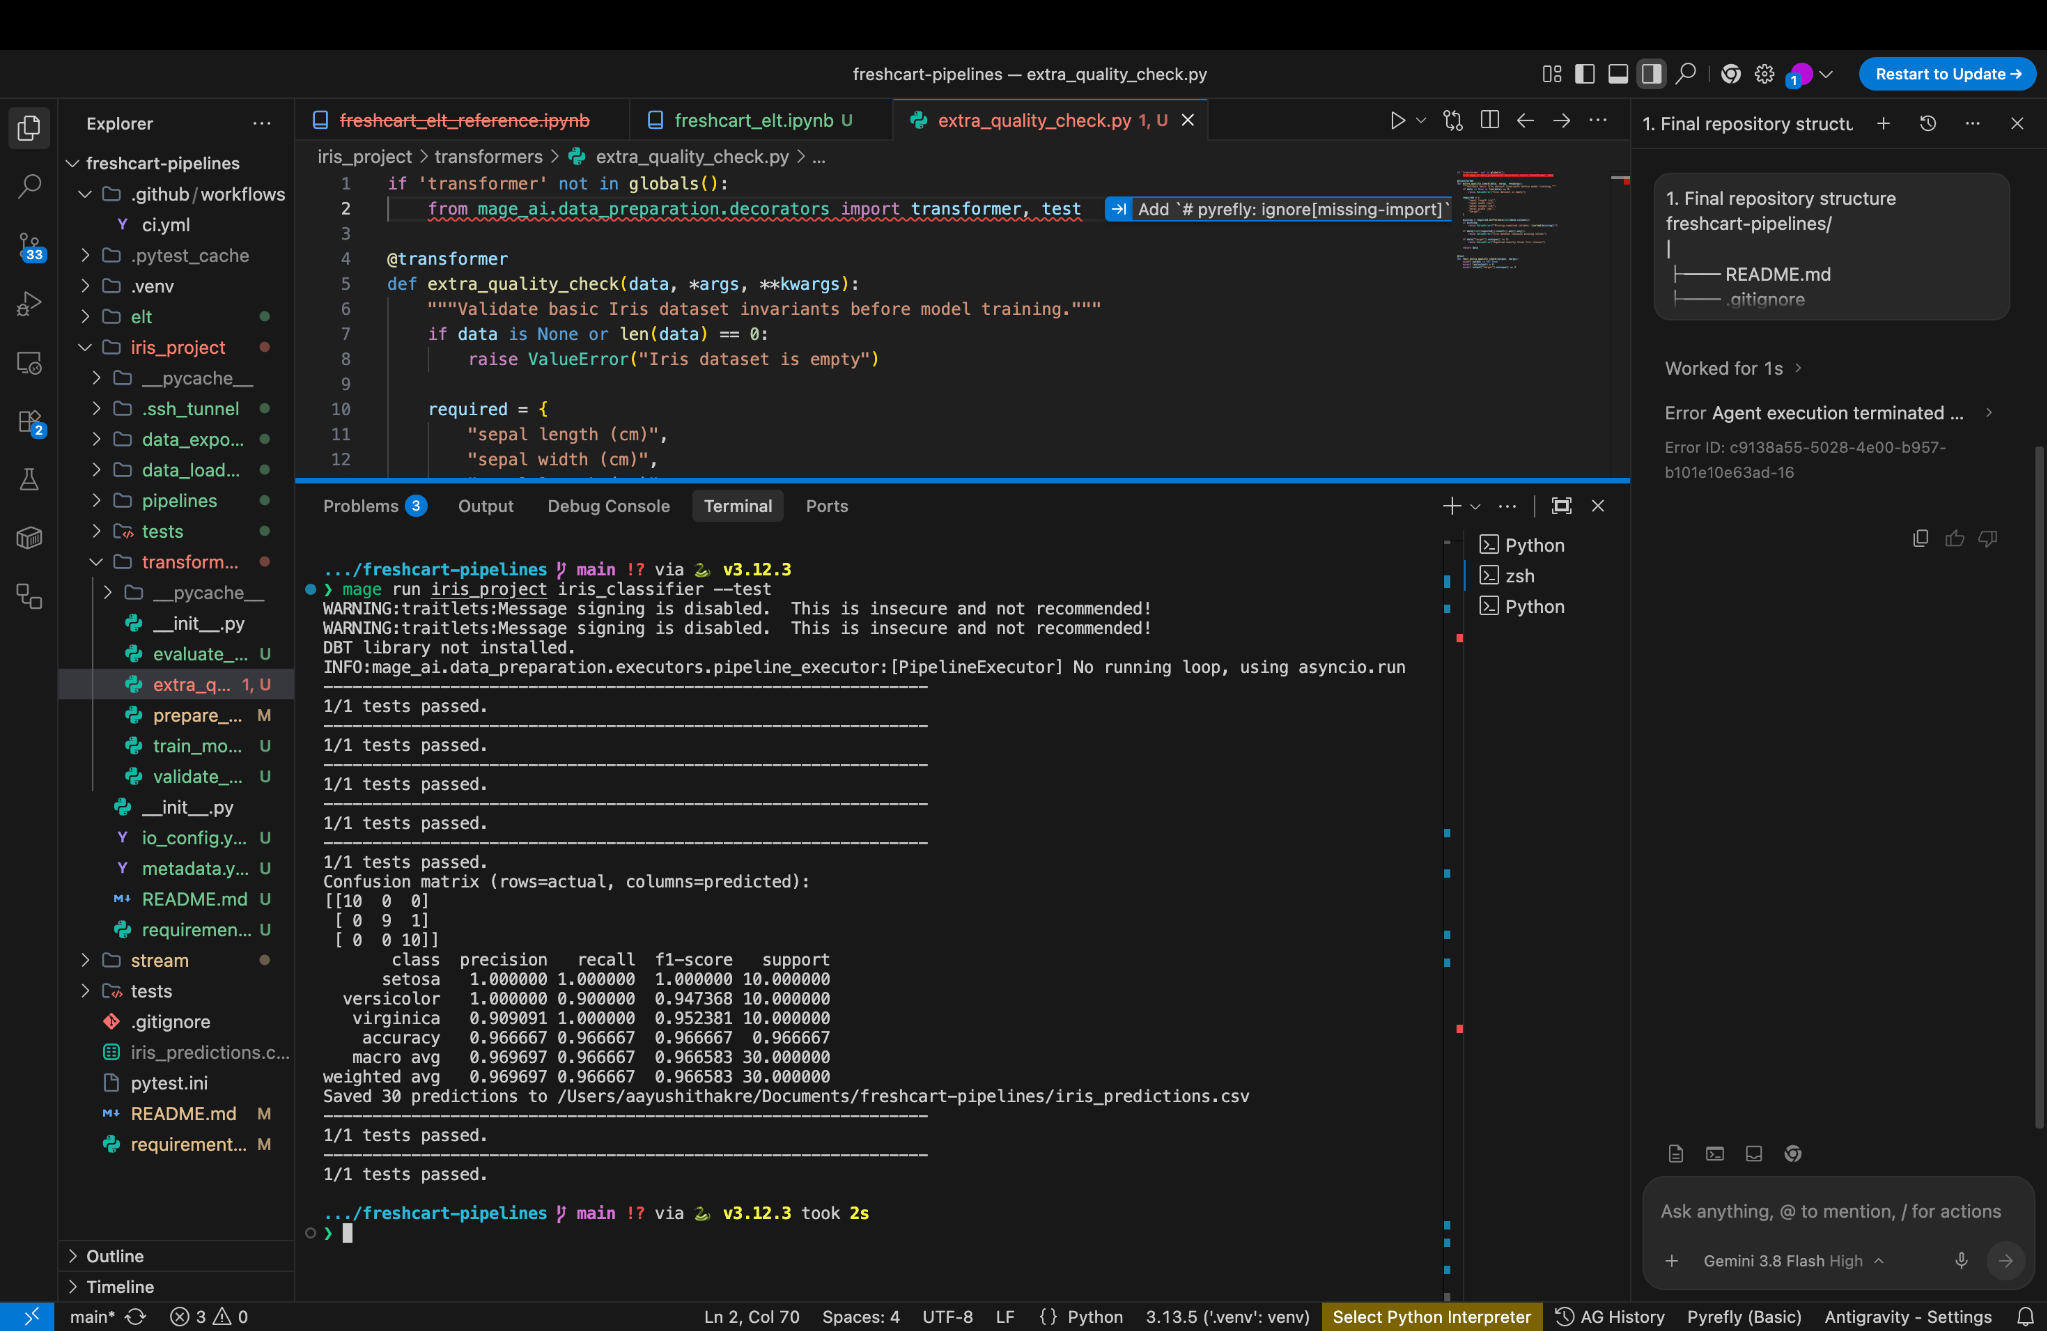 freshcart-pipelines — extra_quality_check.py
1
Restart to Update →
Explorer
freshcart_elt_reference.ipynb
freshcart_elt.ipynb U
extra_quality_check.py 1, U
1. Final repository structu
freshcart-pipelines
.github/workflows
ci.yml
.pytest_cache
.venv
elt
iris_project
__pycache__
.ssh_tunnel
data_expo...
data_load...
pipelines
tests
transform...
__pycache__
__init__.py
evaluate_... U
extra_q... 1, U
prepare_... M
train_mo... U
validate_... U
__init__.py
io_config.y... U
metadata.y... U
README.md U
requiremen... U
stream
tests
.gitignore
iris_predictions.c...
pytest.ini
README.md M
requirement... M
Outline
Timeline
33
2
iris_project > transformers > extra_quality_check.py > ...
1 if 'transformer' not in globals():
2 from mage_ai.data_preparation.decorators import transformer, test
Add `# pyrefly: ignore[missing-import]`
3
4 @transformer
5 def extra_quality_check(data, *args, **kwargs):
6 """Validate basic Iris dataset invariants before model training."""
7 if data is None or len(data) == 0:
8 raise ValueError("Iris dataset is empty")
9
10 required = {
11 "sepal length (cm)",
12 "sepal width (cm)",
Problems 3 Output Debug Console Terminal Ports
Python
zsh
Python
.../freshcart-pipelines main !? via v3.12.3
❯ mage run iris_project iris_classifier --test
WARNING:traitlets:Message signing is disabled.  This is insecure and not recommended!
WARNING:traitlets:Message signing is disabled.  This is insecure and not recommended!
DBT library not installed.
INFO:mage_ai.data_preparation.executors.pipeline_executor:[PipelineExecutor] No running loop, using asyncio.run
--------------------------------------------------------------
1/1 tests passed.
--------------------------------------------------------------
1/1 tests passed.
--------------------------------------------------------------
1/1 tests passed.
--------------------------------------------------------------
1/1 tests passed.
--------------------------------------------------------------
1/1 tests passed.
Confusion matrix (rows=actual, columns=predicted):
[[10  0  0]
[ 0  9  1]
[ 0  0 10]]
class precision recall f1-score support
setosa 1.000000 1.000000 1.000000 10.000000
versicolor 1.000000 0.900000 0.947368 10.000000
virginica 0.909091 1.000000 0.952381 10.000000
accuracy 0.966667 0.966667 0.966667 0.966667
macro avg 0.969697 0.966667 0.966583 30.000000
weighted avg 0.969697 0.966667 0.966583 30.000000
Saved 30 predictions to /Users/aayushithakre/Documents/freshcart-pipelines/iris_predictions.csv
--------------------------------------------------------------
1/1 tests passed.
--------------------------------------------------------------
1/1 tests passed.
.../freshcart-pipelines main !? via v3.12.3 took 2s
❯
1. Final repository structure
freshcart-pipelines/
|
├── README.md
├── .gitignore
Worked for 1s >
Error Agent execution terminated ... >
Error ID: c9138a55-5028-4e00-b957-
b101e10e63ad-16
Ask anything, @ to mention, / for actions
Gemini 3.8 Flash High
main* 3 0 Ln 2, Col 70 Spaces: 4 UTF-8 LF {} Python 3.13.5 ('.venv': venv) Select Python Interpreter AG History Pyrefly (Basic) Antigravity - Settings